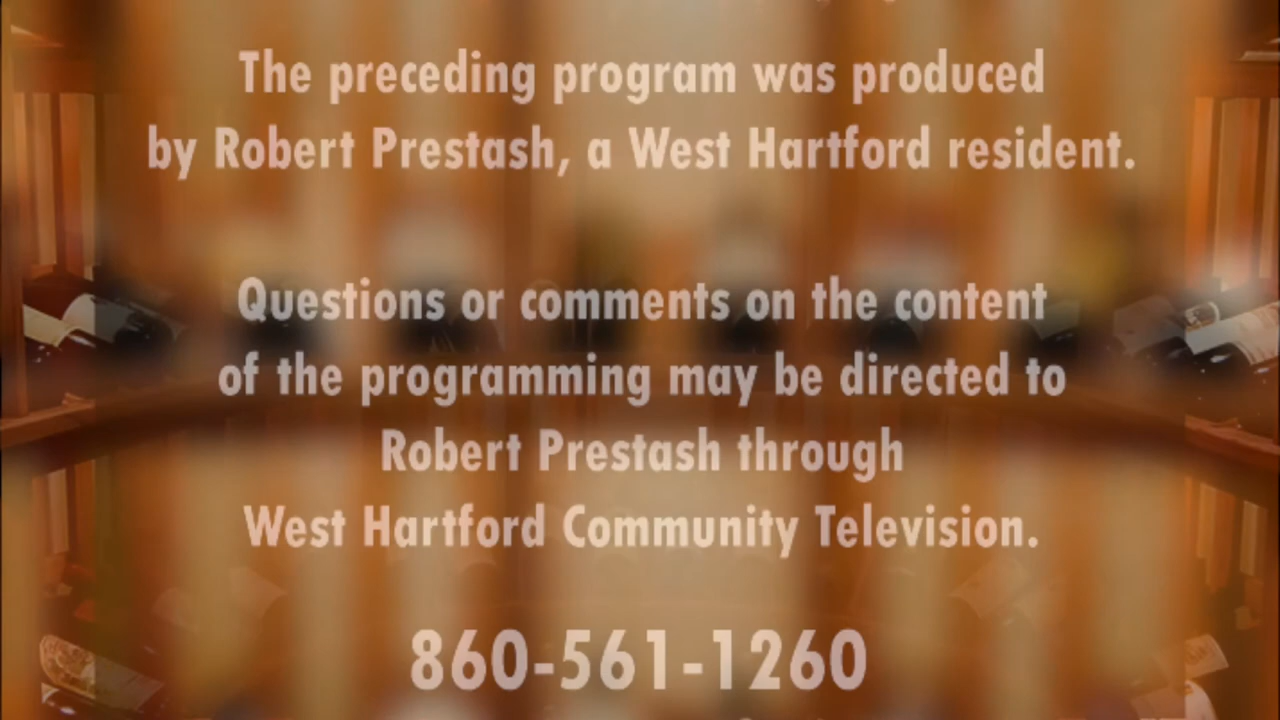 The preceding program was produced
by Robert Prestash, a West Hartford resident.
Questions or comments on the content
of the programming may be directed to
Robert Prestash through
West Hartford Community Television.
860-561-1260